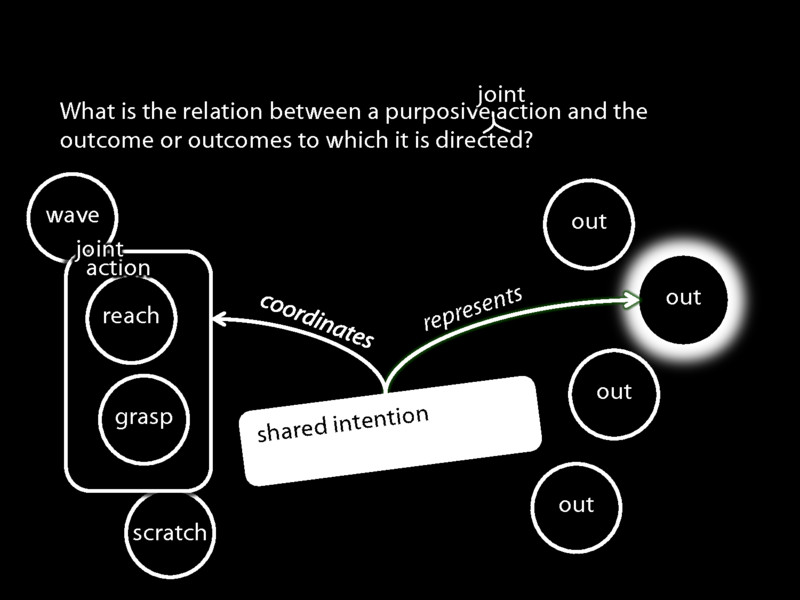 joint
What is the relation between a purposive action and the
outcome or outcomes to which it is directed?
wave
joint
action
reach
grasp
scratch
coordinates
represents
shared intention
out
out
out
out